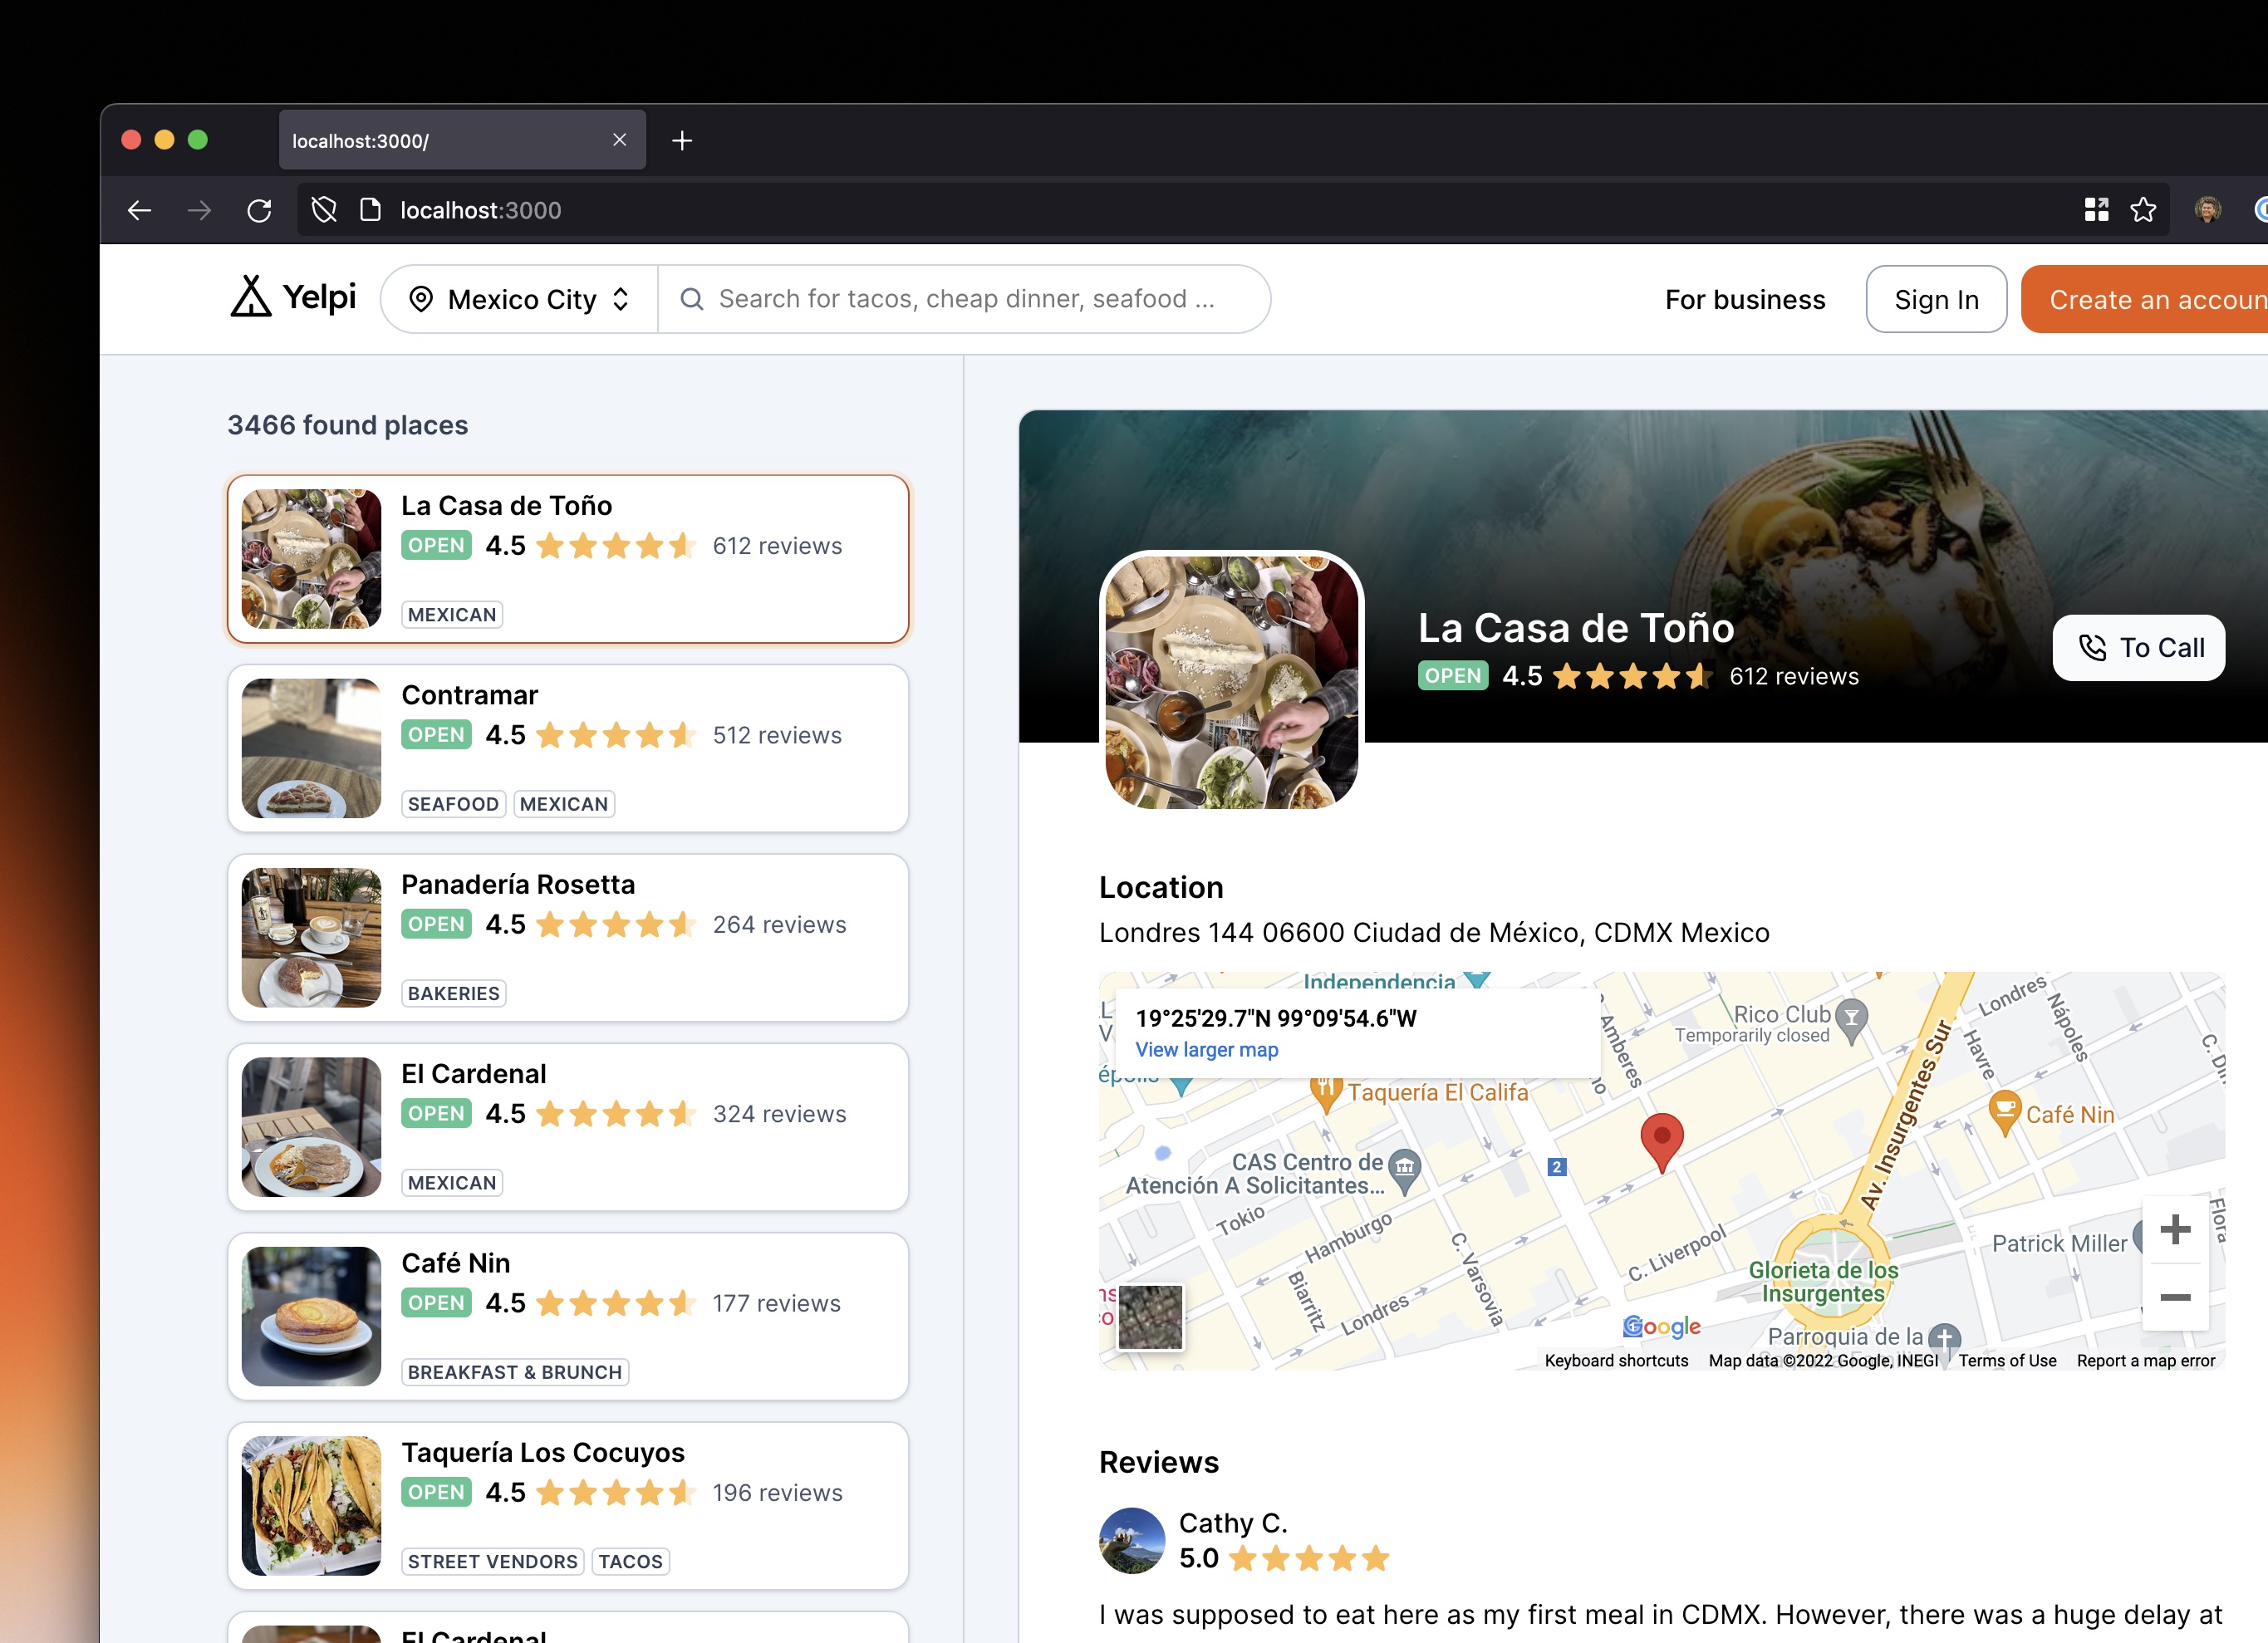 localhost:3000/
localhost:3000
Yelpi
Mexico City
Search for tacos, cheap dinner, seafood ...
For business
Sign In
Create an accoun
3466 found places
La Casa de Toño
OPEN 4.5 612 reviews
MEXICAN
Contramar
OPEN 4.5 512 reviews
SEAFOOD MEXICAN
Panadería Rosetta
OPEN 4.5 264 reviews
BAKERIES
El Cardenal
OPEN 4.5 324 reviews
MEXICAN
Café Nin
OPEN 4.5 177 reviews
BREAKFAST & BRUNCH
Taquería Los Cocuyos
OPEN 4.5 196 reviews
STREET VENDORS TACOS
El Cardenal
La Casa de Toño
OPEN 4.5 612 reviews
To Call
Location
Londres 144 06600 Ciudad de México, CDMX Mexico
Independencia
19°25'29.7"N 99°09'54.6"W
View larger map
Amberes
Rico Club
Temporarily closed
Londres
Nápoles
Havre
Av. Insurgentes Sur
Taquería El Califa
Café Nin
CAS Centro de
Atención A Solicitantes...
2
Tokio
Hamburgo
Biarritz
Londres
C. Varsovia
C. Liverpool
Glorieta de los
Insurgentes
Patrick Miller
Flora
Parroquia de la
Google
Keyboard shortcuts
Map data ©2022 Google, INEGI
Terms of Use
Report a map error
Reviews
Cathy C.
5.0
I was supposed to eat here as my first meal in CDMX. However, there was a huge delay at